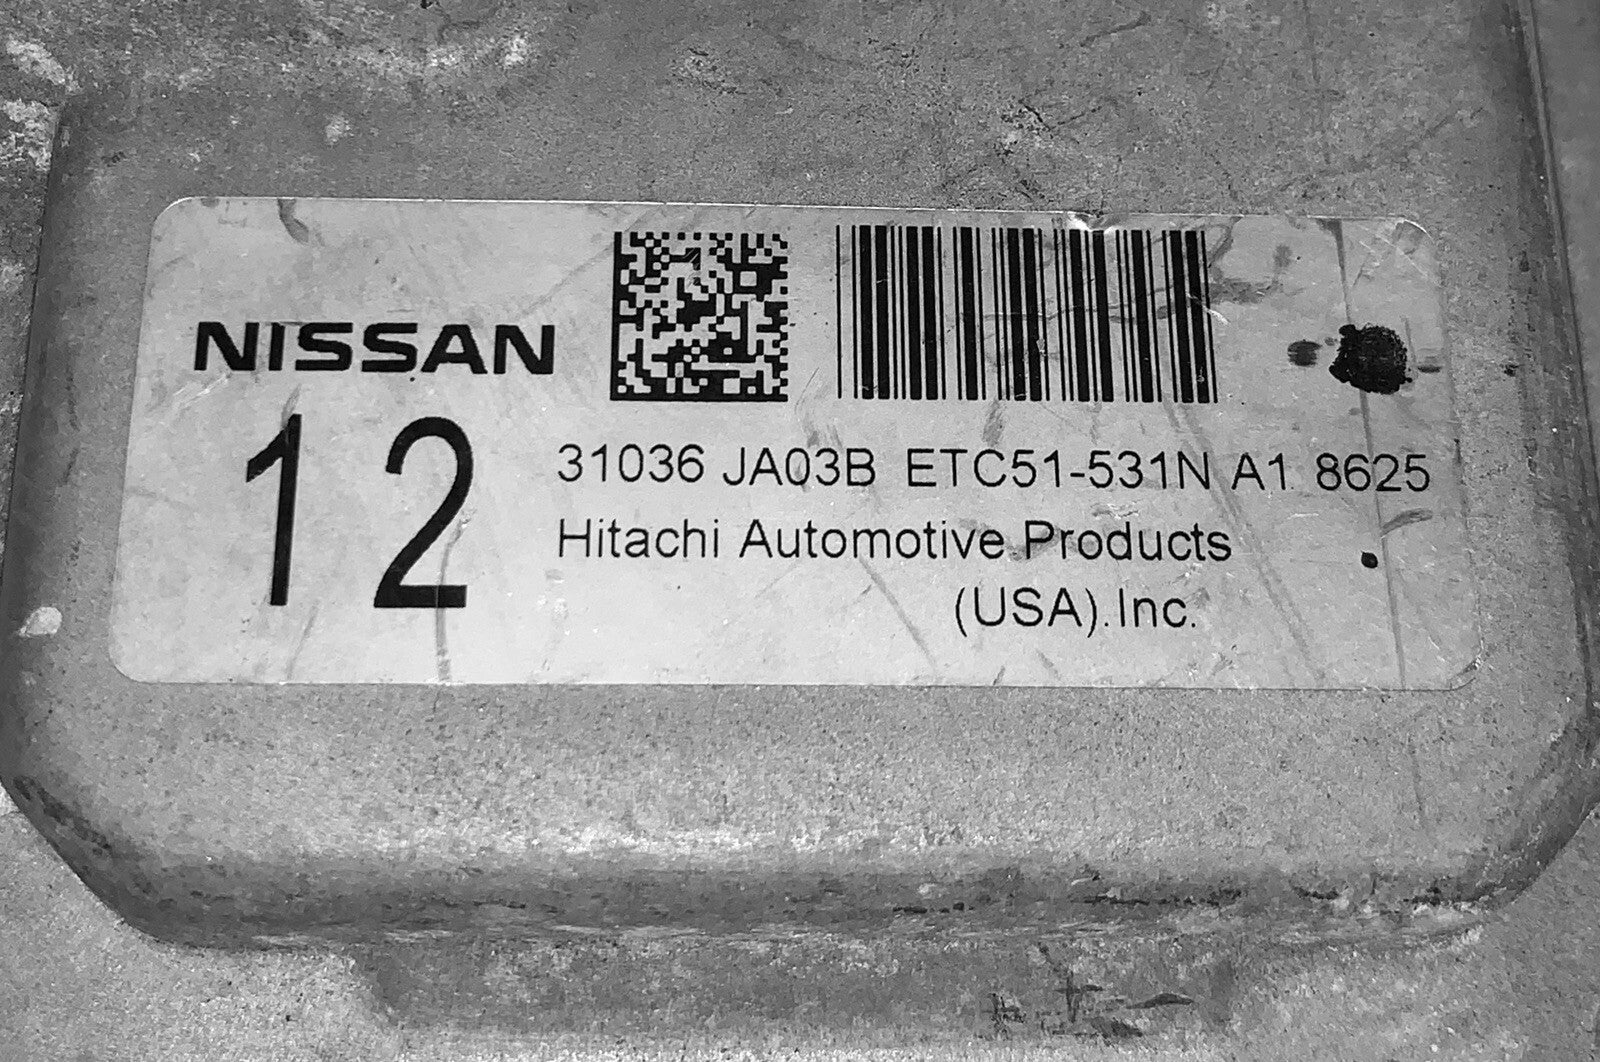 NISSAN
12
31036 JA03B ETC51-531N A1 8625
Hitachi Automotive Products
(USA).Inc.